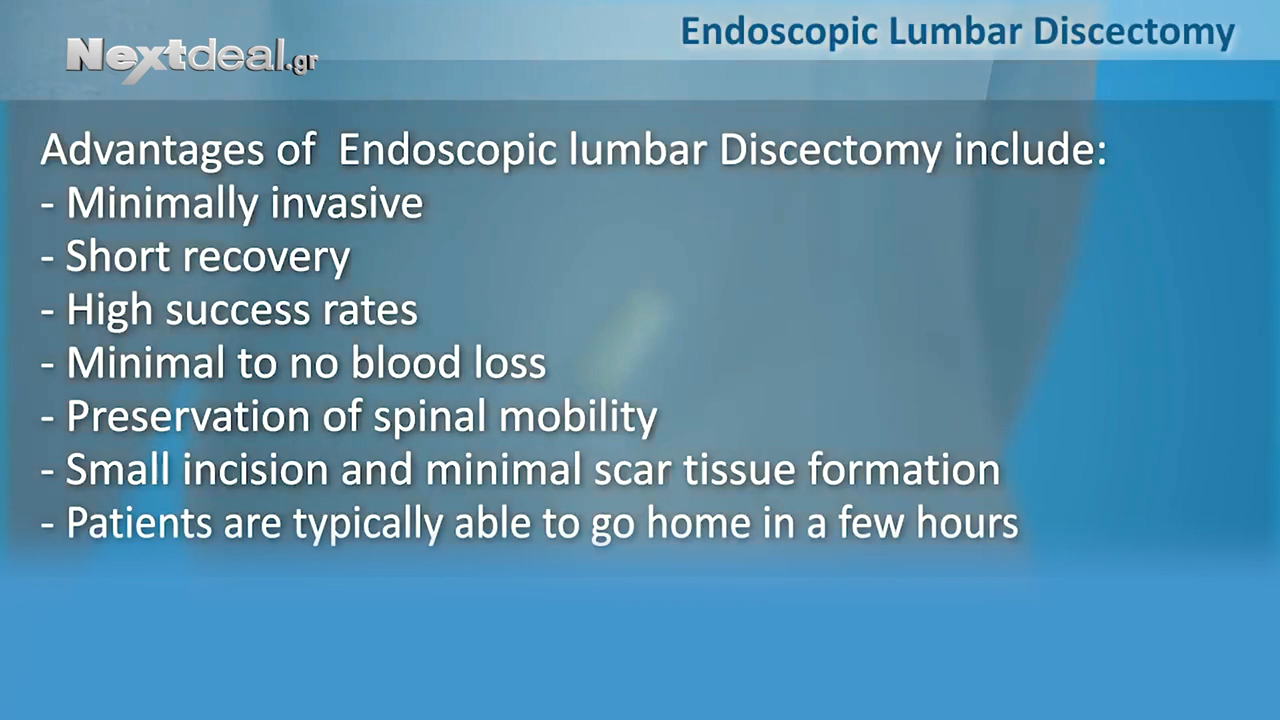 Nextdeal.gr
Endoscopic Lumbar Discectomy
Advantages of Endoscopic lumbar Discectomy include:
- Minimally invasive
- Short recovery
- High success rates
- Minimal to no blood loss
- Preservation of spinal mobility
- Small incision and minimal scar tissue formation
- Patients are typically able to go home in a few hours